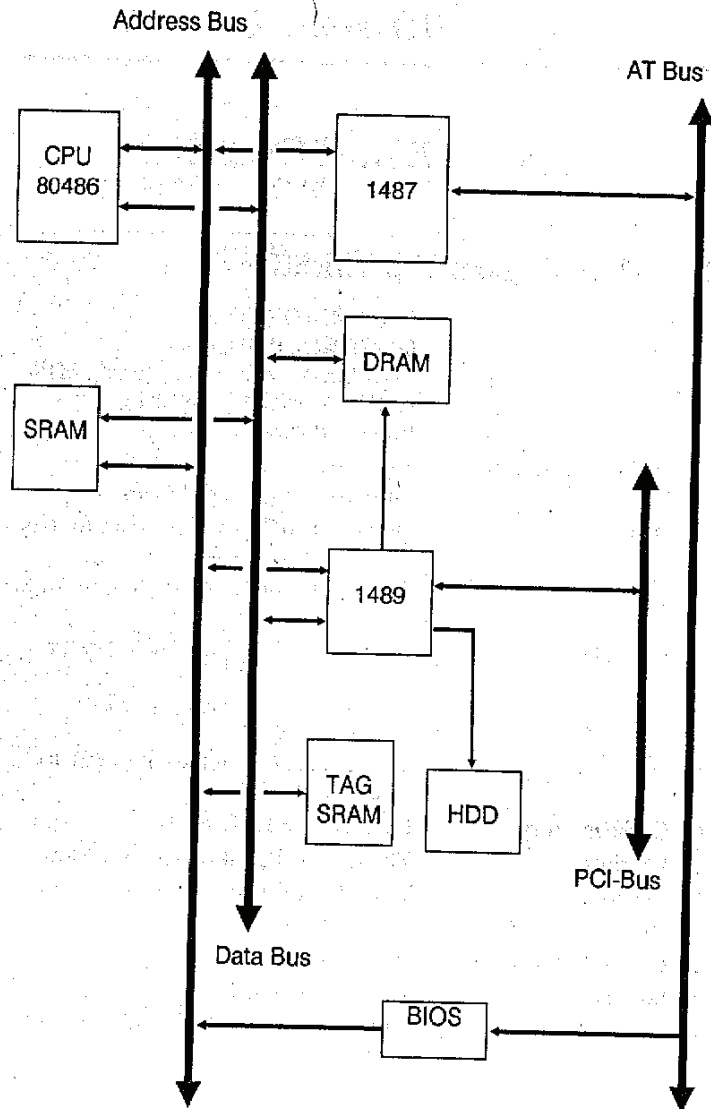 Address Bus
AT Bus
CPU
80486
1487
DRAM
SRAM
1489
TAG
SRAM
HDD
PCI-Bus
Data Bus
BIOS